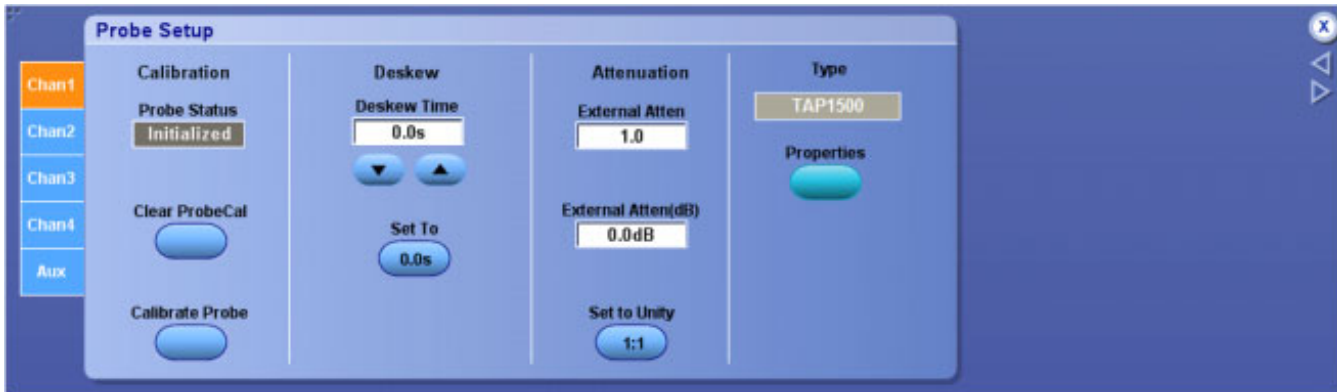 Probe Setup
Chan1
Chan2
Chan3
Chan4
Aux
Calibration
Probe Status
Initialized
Clear ProbeCal
Calibrate Probe
Deskew
Deskew Time
0.0s
Set To
0.0s
Attenuation
External Atten
1.0
External Atten(dB)
0.0dB
Set to Unity
1:1
Type
TAP1500
Properties
X